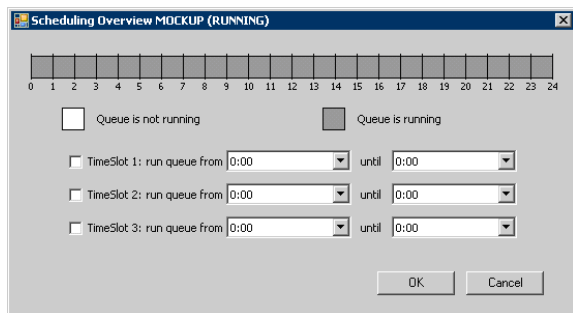 Scheduling Overview MOCKUP (RUNNING)
0 1 2 3 4 5 6 7 8 9 10 11 12 13 14 15 16 17 18 19 20 21 22 23 24
Queue is not running Queue is running
TimeSlot 1: run queue from 0:00 until 0:00
TimeSlot 2: run queue from 0:00 until 0:00
TimeSlot 3: run queue from 0:00 until 0:00
OK Cancel